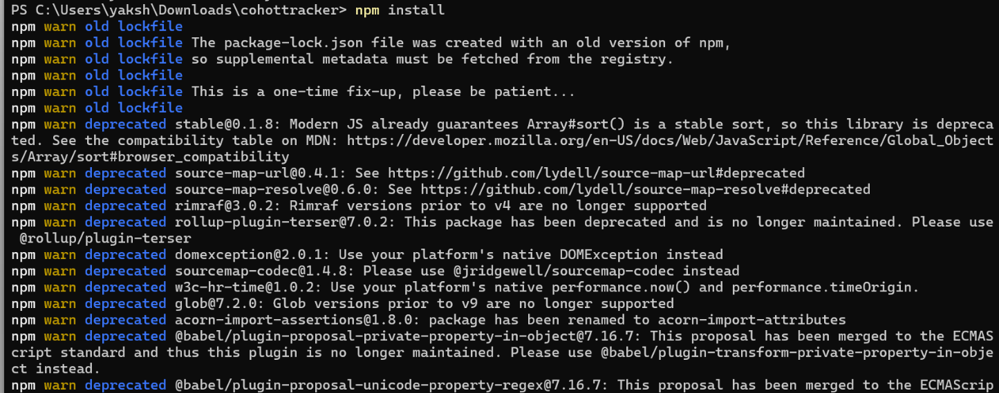 PS C:\Users\yaksh\Downloads\cohottracker> npm install
npm warn old lockfile
npm warn old lockfile The package-lock.json file was created with an old version of npm,
npm warn old lockfile so supplemental metadata must be fetched from the registry.
npm warn old lockfile
npm warn old lockfile This is a one-time fix-up, please be patient...
npm warn old lockfile
npm warn deprecated stable@0.1.8: Modern JS already guarantees Array#sort() is a stable sort, so this library is depreca
ted. See the compatibility table on MDN: https://developer.mozilla.org/en-US/docs/Web/JavaScript/Reference/Global_Object
s/Array/sort#browser_compatibility
npm warn deprecated source-map-url@0.4.1: See https://github.com/lydell/source-map-url#deprecated
npm warn deprecated source-map-resolve@0.6.0: See https://github.com/lydell/source-map-resolve#deprecated
npm warn deprecated rimraf@3.0.2: Rimraf versions prior to v4 are no longer supported
npm warn deprecated rollup-plugin-terser@7.0.2: This package has been deprecated and is no longer maintained. Please use
 @rollup/plugin-terser
npm warn deprecated domexception@2.0.1: Use your platform's native DOMException instead
npm warn deprecated sourcemap-codec@1.4.8: Please use @jridgewell/sourcemap-codec instead
npm warn deprecated w3c-hr-time@1.0.2: Use your platform's native performance.now() and performance.timeOrigin.
npm warn deprecated glob@7.2.0: Glob versions prior to v9 are no longer supported
npm warn deprecated acorn-import-assertions@1.8.0: package has been renamed to acorn-import-attributes
npm warn deprecated @babel/plugin-proposal-private-property-in-object@7.16.7: This proposal has been merged to the ECMAS
cript standard and thus this plugin is no longer maintained. Please use @babel/plugin-transform-private-property-in-obje
ct instead.
npm warn deprecated @babel/plugin-proposal-unicode-property-regex@7.16.7: This proposal has been merged to the ECMAScrip